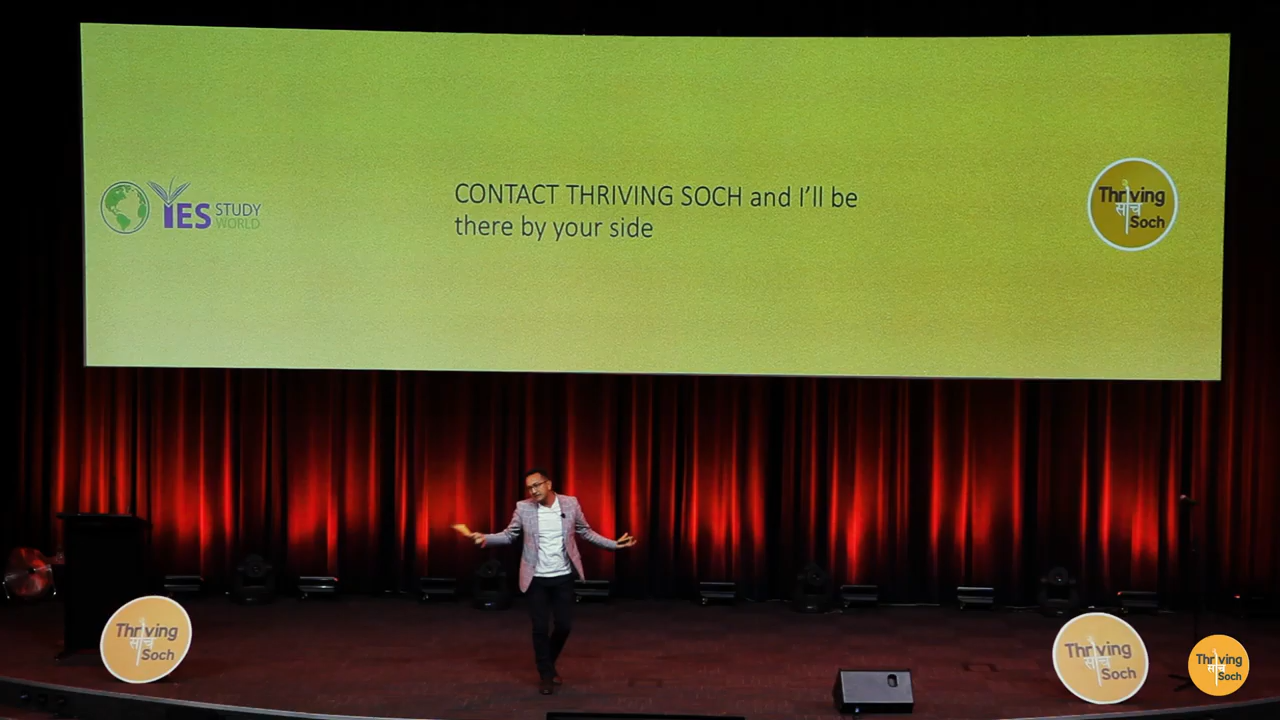 CONTACT THRIVING SOCH and I'll be
there by your side
YES STUDY
WORLD
Thriving
सोच
Soch
Thriving
सोच
Soch
Thriving
सोच
Soch
Thriving
सोच
Soch